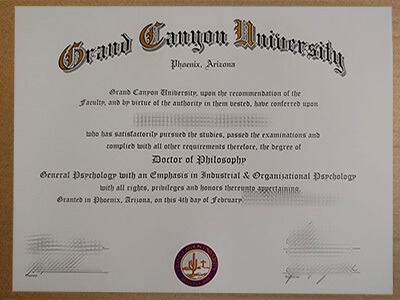 Grand Canyon University
Phoenix, Arizona
Grand Canyon University, upon the recommendation of the
Faculty, and by virtue of the authority in them vested, have conferred upon
who has satisfactorily pursued the studies, passed the examinations and
complied with all other requirements therefore, the degree of
Doctor of Philosophy
General Psychology with an Emphasis in Industrial & Organizational Psychology
with all rights, privileges and honors thereunto appertaining.
Granted in Phoenix, Arizona, on this 4th day of February